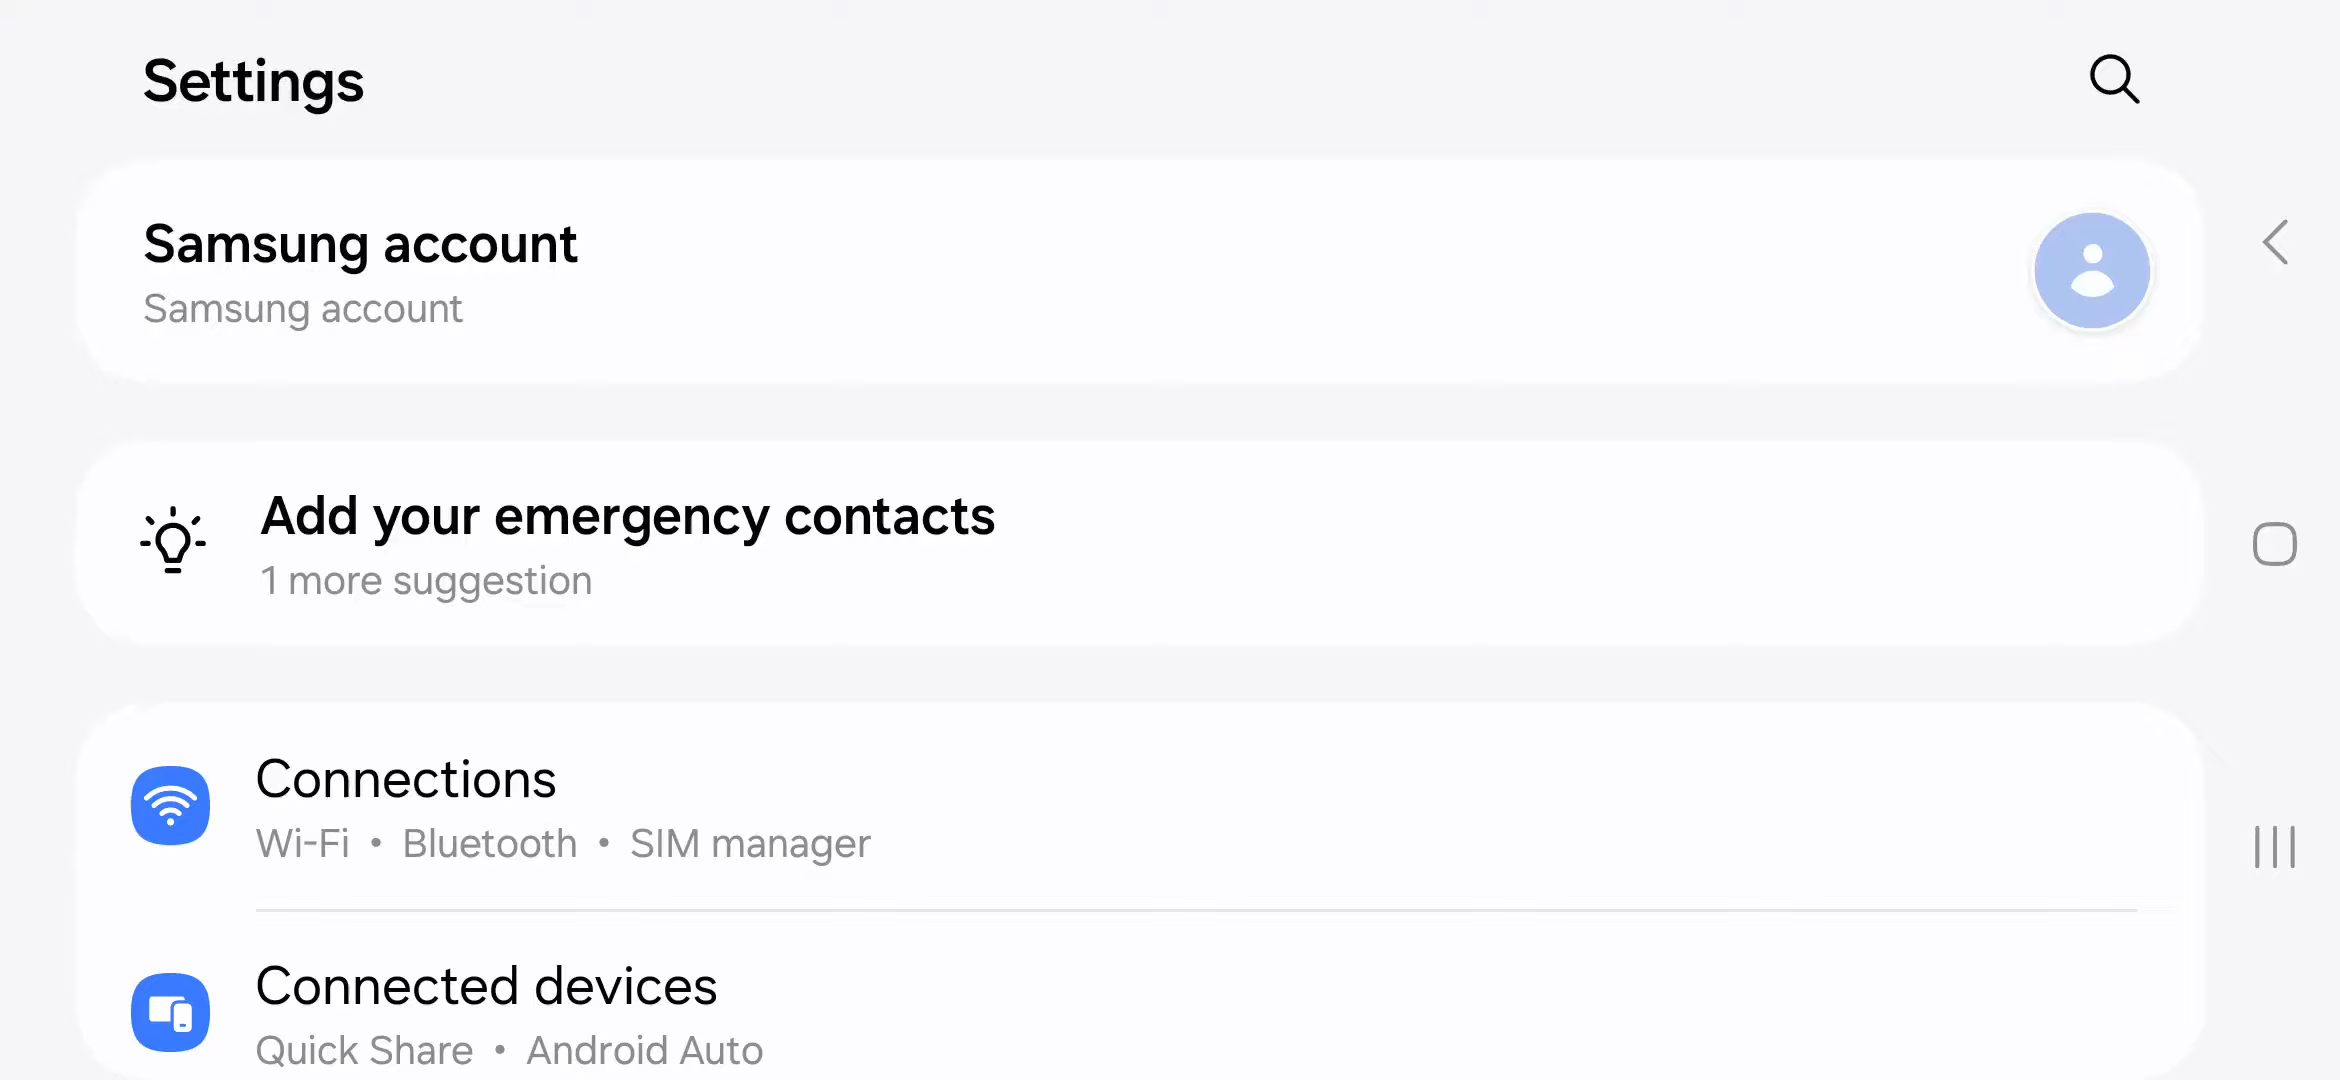 Settings
Samsung account
Samsung account
Add your emergency contacts
1 more suggestion
Connections
Wi-Fi • Bluetooth • SIM manager
Connected devices
Quick Share • Android Auto